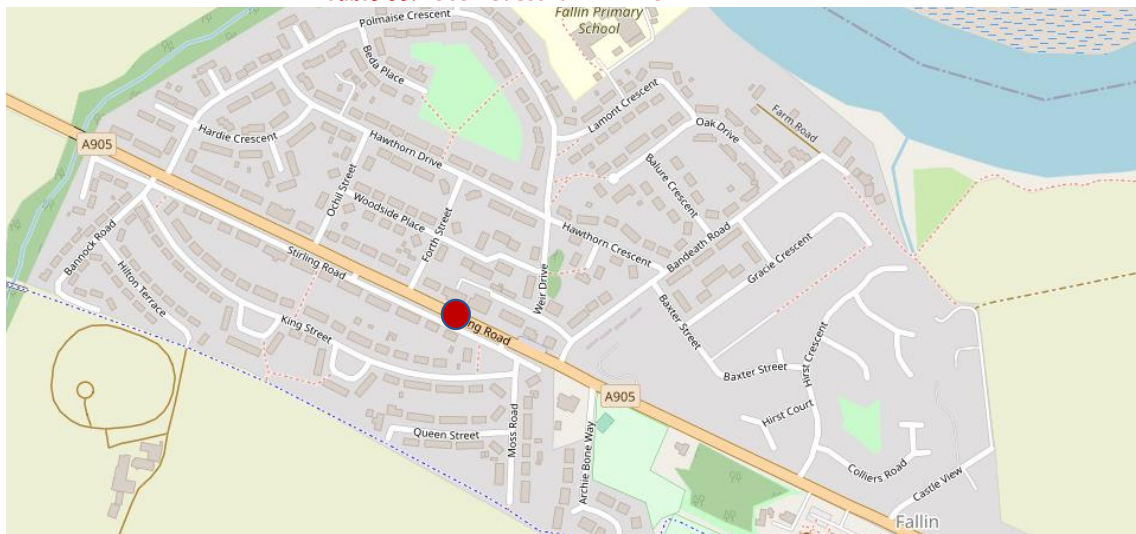 Polmaise Crescent
Fallin Primary
School
Beda Place
Lamont Crescent
Farm Road
Oak Drive
Hardie Crescent
A905
Hawthorn Drive
Balure Crescent
Ochil Street
Woodside Place
Forth Street
Hawthorn Crescent
Bandeath Road
Gracie Crescent
Bannock Road
Stirling Road
Hilton Terrace
Weir Drive
Baxter Street
King Street
ng Road
Baxter Street
Hirst Crescent
A905
Hirst Court
Queen Street
Moss Road
Archie Bone Way
Colliers Road
Castle View
Fallin